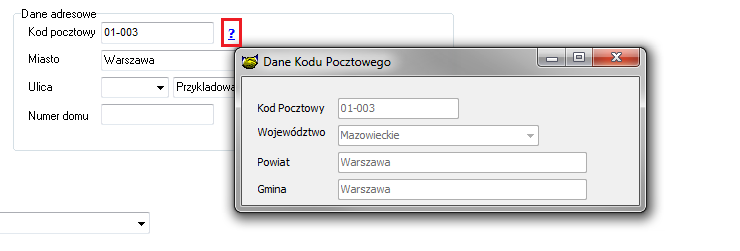 Dane adresowe
Kod pocztowy 01-003 ?
Miasto Warszawa
Ulica Przykladowa
Numer domu
Dane Kodu Pocztowego
Kod Pocztowy 01-003
Województwo Mazowieckie
Powiat Warszawa
Gmina Warszawa